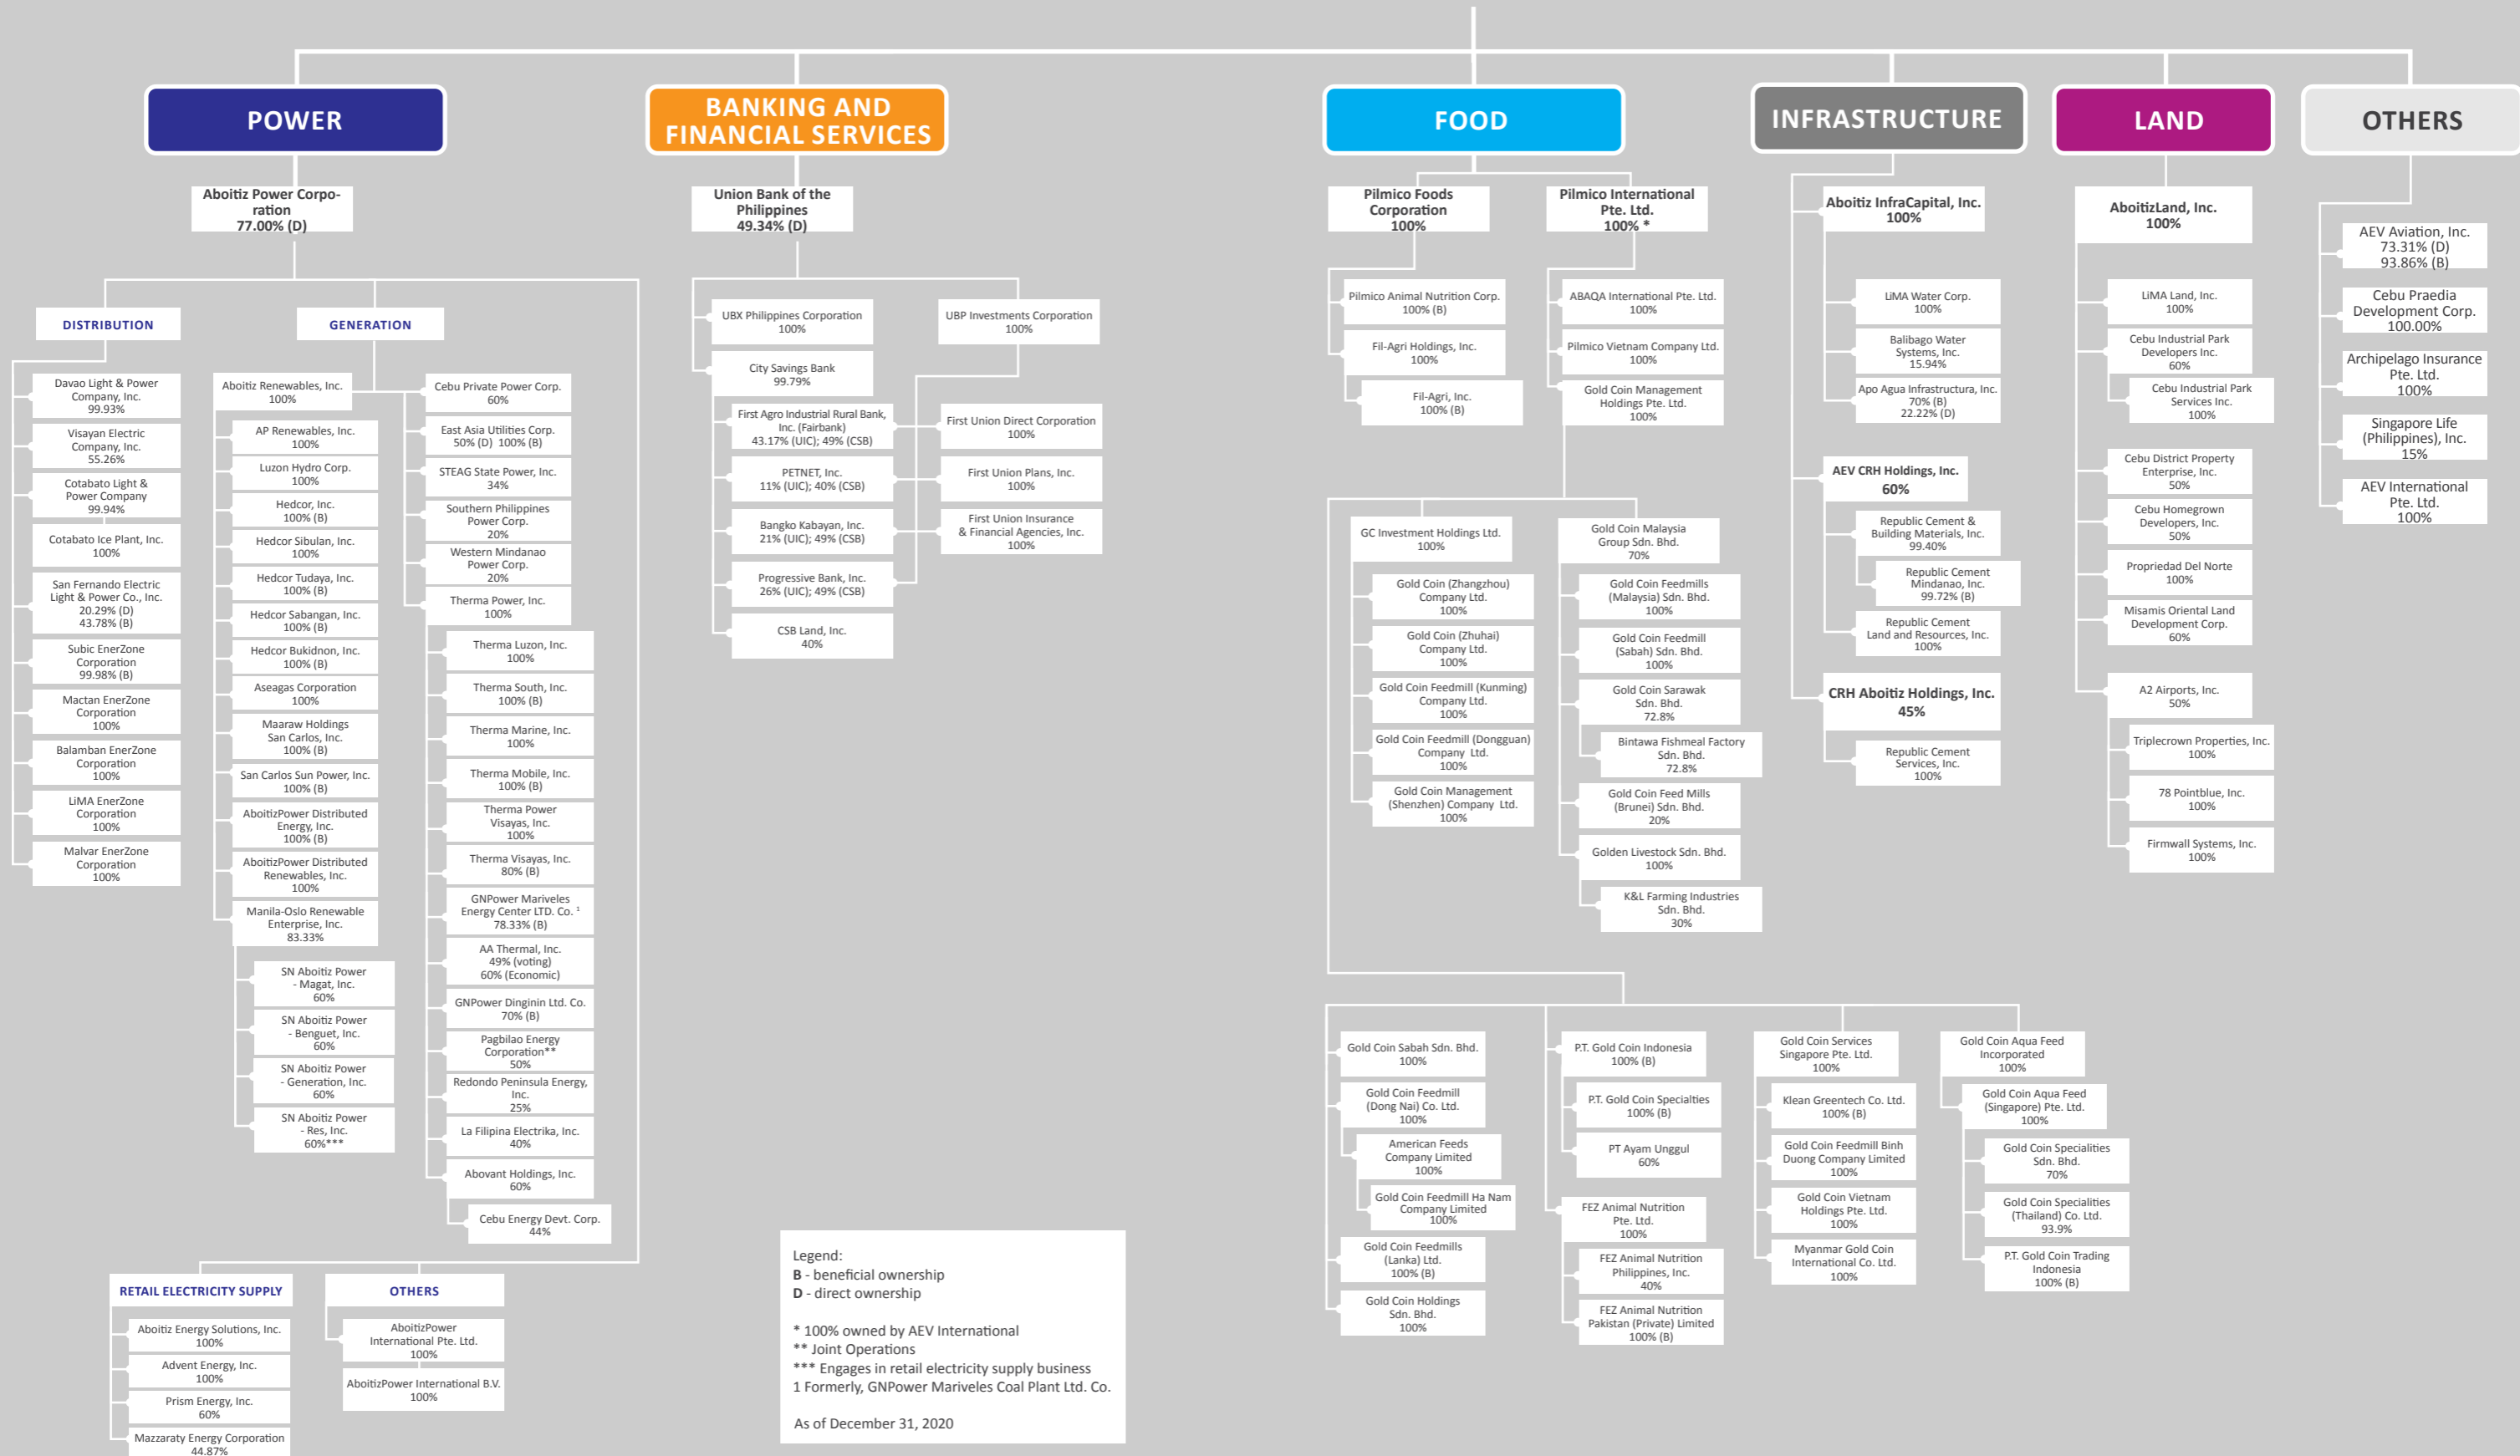 POWER
Aboitiz Power Corpo-
ration
77.00% (D)
DISTRIBUTION
Davao Light & Power
Company, Inc.
99.93%
Visayan Electric
Company, Inc.
55.26%
Cotabato Light &
Power Company
99.94%
Cotabato Ice Plant, Inc.
100%
San Fernando Electric
Light & Power Co., Inc.
20.29% (D)
43.78% (B)
Subic EnerZone
Corporation
99.98% (B)
Mactan EnerZone
Corporation
100%
Balamban EnerZone
Corporation
100%
LiMA EnerZone
Corporation
100%
Malvar EnerZone
Corporation
100%
GENERATION
Aboitiz Renewables, Inc.
100%
AP Renewables, Inc.
100%
Luzon Hydro Corp.
100%
Hedcor, Inc.
100% (B)
Hedcor Sibulan, Inc.
100%
Hedcor Tudaya, Inc.
100% (B)
Hedcor Sabangan, Inc.
100% (B)
Hedcor Bukidnon, Inc.
100% (B)
Aseagas Corporation
100%
Maaraw Holdings
San Carlos, Inc.
100% (B)
San Carlos Sun Power, Inc.
100% (B)
AboitizPower Distributed
Energy, Inc.
100% (B)
AboitizPower Distributed
Renewables, Inc.
100%
Manila-Oslo Renewable
Enterprise, Inc.
83.33%
SN Aboitiz Power
- Magat, Inc.
60%
SN Aboitiz Power
- Benguet, Inc.
60%
SN Aboitiz Power
- Generation, Inc.
60%
SN Aboitiz Power
- Res, Inc.
60%***
Cebu Private Power Corp.
60%
East Asia Utilities Corp.
50% (D) 100% (B)
STEAG State Power, Inc.
34%
Southern Philippines
Power Corp.
20%
Western Mindanao
Power Corp.
20%
Therma Power, Inc.
100%
Therma Luzon, Inc.
100%
Therma South, Inc.
100% (B)
Therma Marine, Inc.
100%
Therma Mobile, Inc.
100% (B)
Therma Power
Visayas, Inc.
100%
Therma Visayas, Inc.
80% (B)
GNPower Mariveles
Energy Center LTD. Co. 1
78.33% (B)
AA Thermal, Inc.
49% (voting)
60% (Economic)
GNPower Dinginin Ltd. Co.
70% (B)
Pagbilao Energy
Corporation**
50%
Redondo Peninsula Energy,
Inc.
25%
La Filipina Elektrika, Inc.
40%
Abovant Holdings, Inc.
60%
Cebu Energy Devt. Corp.
44%
RETAIL ELECTRICITY SUPPLY
Aboitiz Energy Solutions, Inc.
100%
Advent Energy, Inc.
100%
Prism Energy, Inc.
60%
Mazzaraty Energy Corporation
44.87%
OTHERS
AboitizPower
International Pte. Ltd.
100%
AboitizPower International B.V.
100%
BANKING AND
FINANCIAL SERVICES
Union Bank of the
Philippines
49.34% (D)
UBX Philippines Corporation
100%
City Savings Bank
99.79%
First Agro Industrial Rural Bank,
Inc. (Fairbank)
43.17% (UIC); 49% (CSB)
PETNET, Inc.
11% (UIC); 40% (CSB)
Bangko Kabayan, Inc.
21% (UIC); 49% (CSB)
Progressive Bank, Inc.
26% (UIC); 49% (CSB)
CSB Land, Inc.
40%
UBP Investments Corporation
100%
First Union Direct Corporation
100%
First Union Plans, Inc.
100%
First Union Insurance
& Financial Agencies, Inc.
100%
Legend:
B - beneficial ownership
D - direct ownership
* 100% owned by AEV International
** Joint Operations
*** Engages in retail electricity supply business
1 Formerly, GNPower Mariveles Coal Plant Ltd. Co.
As of December 31, 2020
FOOD
Pilmico Foods
Corporation
100%
Pilmico Animal Nutrition Corp.
100% (B)
Fil-Agri Holdings, Inc.
100%
Fil-Agri, Inc.
100% (B)
Pilmico International
Pte. Ltd.
100% *
ABAQA International Pte. Ltd.
100%
Pilmico Vietnam Company Ltd.
100%
Gold Coin Management
Holdings Pte. Ltd.
100%
GC Investment Holdings Ltd.
100%
Gold Coin (Zhangzhou)
Company Ltd.
100%
Gold Coin (Zhuhai)
Company Ltd.
100%
Gold Coin Feedmill (Kunming)
Company Ltd.
100%
Gold Coin Feedmill (Dongguan)
Company Ltd.
100%
Gold Coin Management
(Shenzhen) Company Ltd.
100%
Gold Coin Malaysia
Group Sdn. Bhd.
70%
Gold Coin Feedmills
(Malaysia) Sdn. Bhd.
100%
Gold Coin Feedmill
(Sabah) Sdn. Bhd.
100%
Gold Coin Sarawak
Sdn. Bhd.
72.8%
Bintawa Fishmeal Factory
Sdn. Bhd.
72.8%
Gold Coin Feed Mills
(Brunei) Sdn. Bhd.
20%
Golden Livestock Sdn. Bhd.
100%
K&L Farming Industries
Sdn. Bhd.
30%
Gold Coin Sabah Sdn. Bhd.
100%
Gold Coin Feedmill
(Dong Nai) Co. Ltd.
100%
American Feeds
Company Limited
100%
Gold Coin Feedmill Ha Nam
Company Limited
100%
Gold Coin Feedmills
(Lanka) Ltd.
100% (B)
Gold Coin Holdings
Sdn. Bhd.
100%
P.T. Gold Coin Indonesia
100% (B)
P.T. Gold Coin Specialties
100% (B)
PT Ayam Unggul
60%
FEZ Animal Nutrition
Pte. Ltd.
100%
FEZ Animal Nutrition
Philippines, Inc.
40%
FEZ Animal Nutrition
Pakistan (Private) Limited
100% (B)
Gold Coin Services
Singapore Pte. Ltd.
100%
Klean Greentech Co. Ltd.
100% (B)
Gold Coin Feedmill Binh
Duong Company Limited
100%
Gold Coin Vietnam
Holdings Pte. Ltd.
100%
Myanmar Gold Coin
International Co. Ltd.
100%
Gold Coin Aqua Feed
Incorporated
100%
Gold Coin Aqua Feed
(Singapore) Pte. Ltd.
100%
Gold Coin Specialities
Sdn. Bhd.
70%
Gold Coin Specialities
(Thailand) Co. Ltd.
93.9%
P.T. Gold Coin Trading
Indonesia
100% (B)
INFRASTRUCTURE
Aboitiz InfraCapital, Inc.
100%
LiMA Water Corp.
100%
Balibago Water
Systems, Inc.
15.94%
Apo Agua Infrastructura, Inc.
70% (B)
22.22% (D)
AEV CRH Holdings, Inc.
60%
Republic Cement &
Building Materials, Inc.
99.40%
Republic Cement
Mindanao, Inc.
99.72% (B)
Republic Cement
Land and Resources, Inc.
100%
CRH Aboitiz Holdings, Inc.
45%
Republic Cement
Services, Inc.
100%
LAND
AboitizLand, Inc.
100%
LiMA Land, Inc.
100%
Cebu Industrial Park
Developers Inc.
60%
Cebu Industrial Park
Services Inc.
100%
Cebu District Property
Enterprise, Inc.
50%
Cebu Homegrown
Developers, Inc.
50%
Propriedad Del Norte
100%
Misamis Oriental Land
Development Corp.
60%
A2 Airports, Inc.
50%
Triplecrown Properties, Inc.
100%
78 Pointblue, Inc.
100%
Firmwall Systems, Inc.
100%
OTHERS
AEV Aviation, Inc.
73.31% (D)
93.86% (B)
Cebu Praedia
Development Corp.
100.00%
Archipelago Insurance
Pte. Ltd.
100%
Singapore Life
(Philippines), Inc.
15%
AEV International
Pte. Ltd.
100%